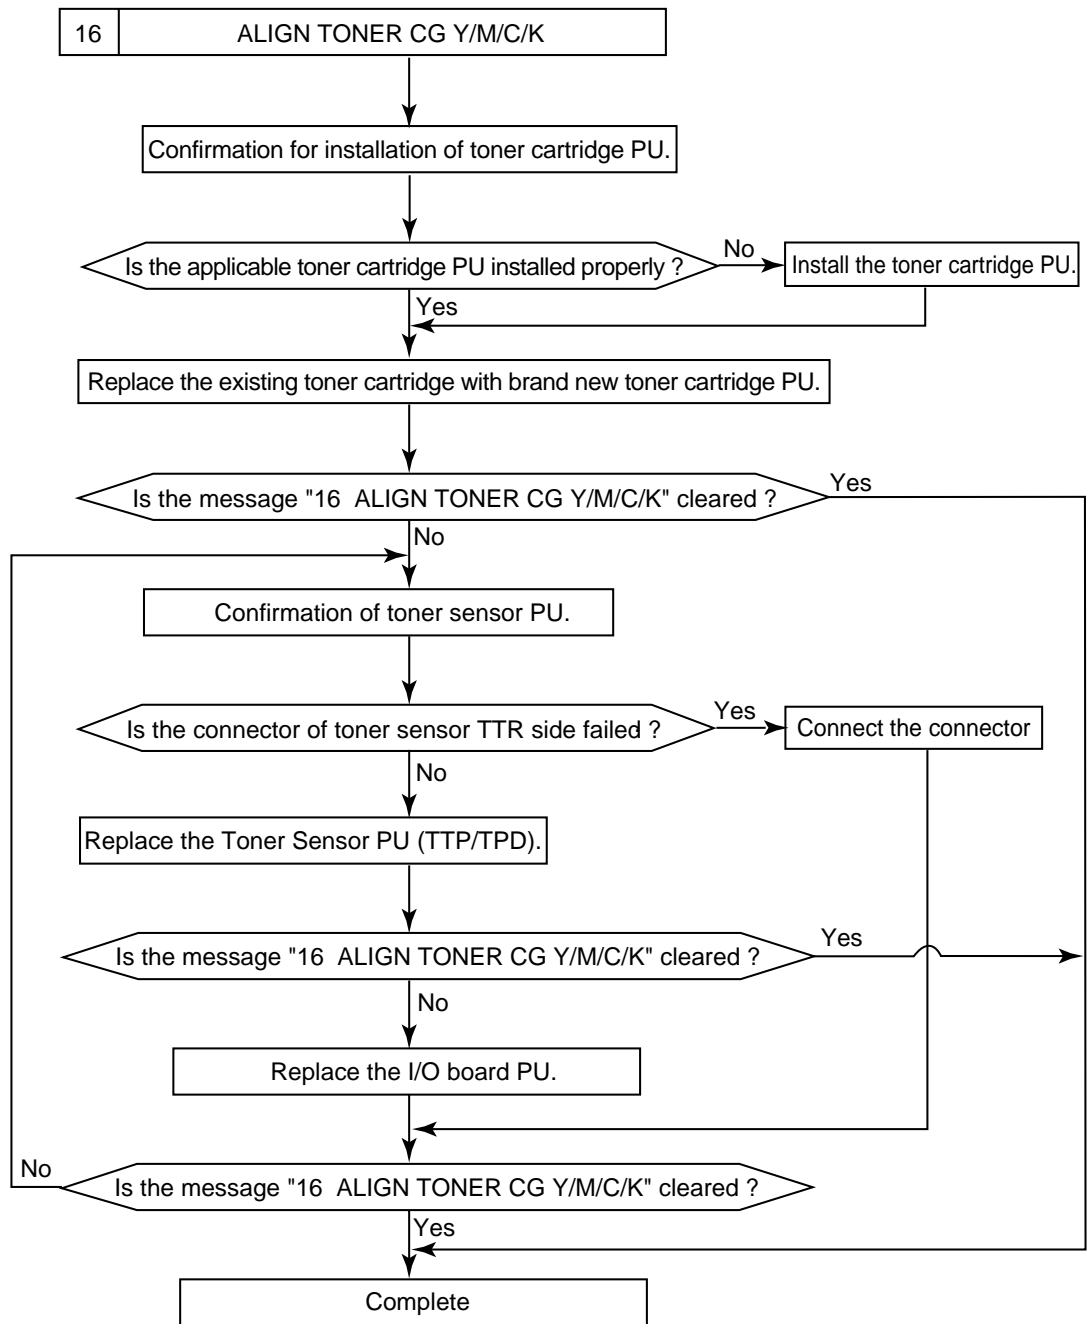 16 ALIGN TONER CG Y/M/C/K
Confirmation for installation of toner cartridge PU.
Is the applicable toner cartridge PU installed properly ?
No
Install the toner cartridge PU.
Yes
Replace the existing toner cartridge with brand new toner cartridge PU.
Is the message "16 ALIGN TONER CG Y/M/C/K" cleared ?
Yes
No
Confirmation of toner sensor PU.
Is the connector of toner sensor TTR side failed ?
Yes
Connect the connector
No
Replace the Toner Sensor PU (TTP/TPD).
Is the message "16 ALIGN TONER CG Y/M/C/K" cleared ?
Yes
No
Replace the I/O board PU.
No
Is the message "16 ALIGN TONER CG Y/M/C/K" cleared ?
Yes
Complete